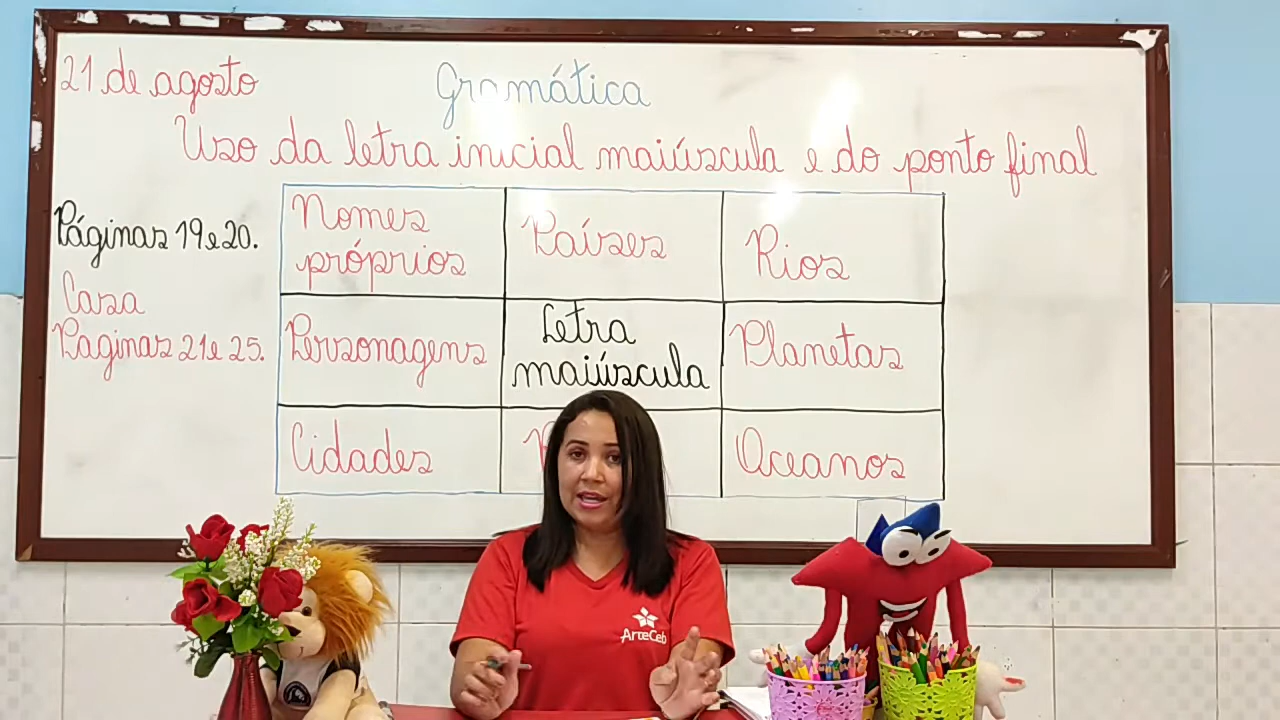 21 de agosto
Gramática
Uso da letra inicial maiúscula e do ponto final
Páginas 19 e 20.
Casa
Paginas 21 e 25.
Nomes
próprios
Países
Rios
Personagens
Letra
maiúscula
Planetas
Cidades
Oceanos
ArteCeb